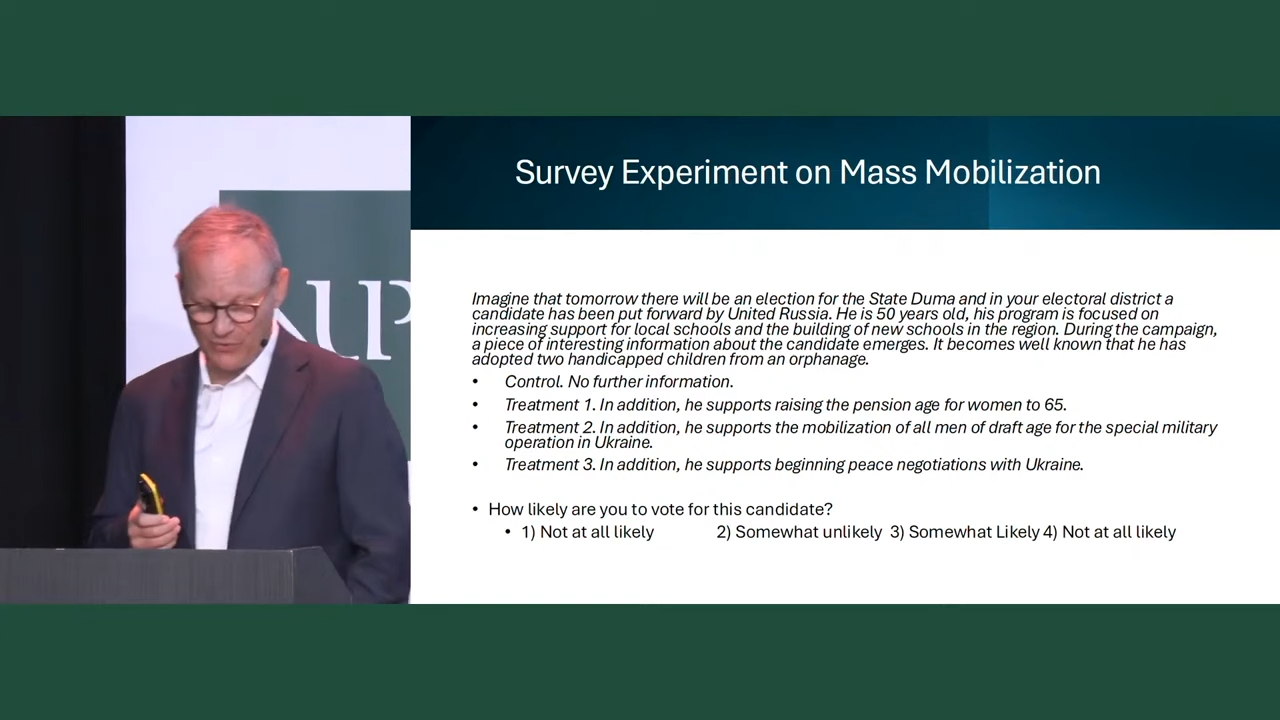 Survey Experiment on Mass Mobilization
Imagine that tomorrow there will be an election for the State Duma and in your electoral district a
candidate has been put forward by United Russia. He is 50 years old, his program is focused on
increasing support for local schools and the building of new schools in the region. During the campaign,
a piece of interesting information about the candidate emerges. It becomes well known that he has
adopted two handicapped children from an orphanage.
• Control. No further information.
• Treatment 1. In addition, he supports raising the pension age for women to 65.
• Treatment 2. In addition, he supports the mobilization of all men of draft age for the special military
operation in Ukraine.
• Treatment 3. In addition, he supports beginning peace negotiations with Ukraine.
• How likely are you to vote for this candidate?
• 1) Not at all likely 2) Somewhat unlikely 3) Somewhat Likely 4) Not at all likely